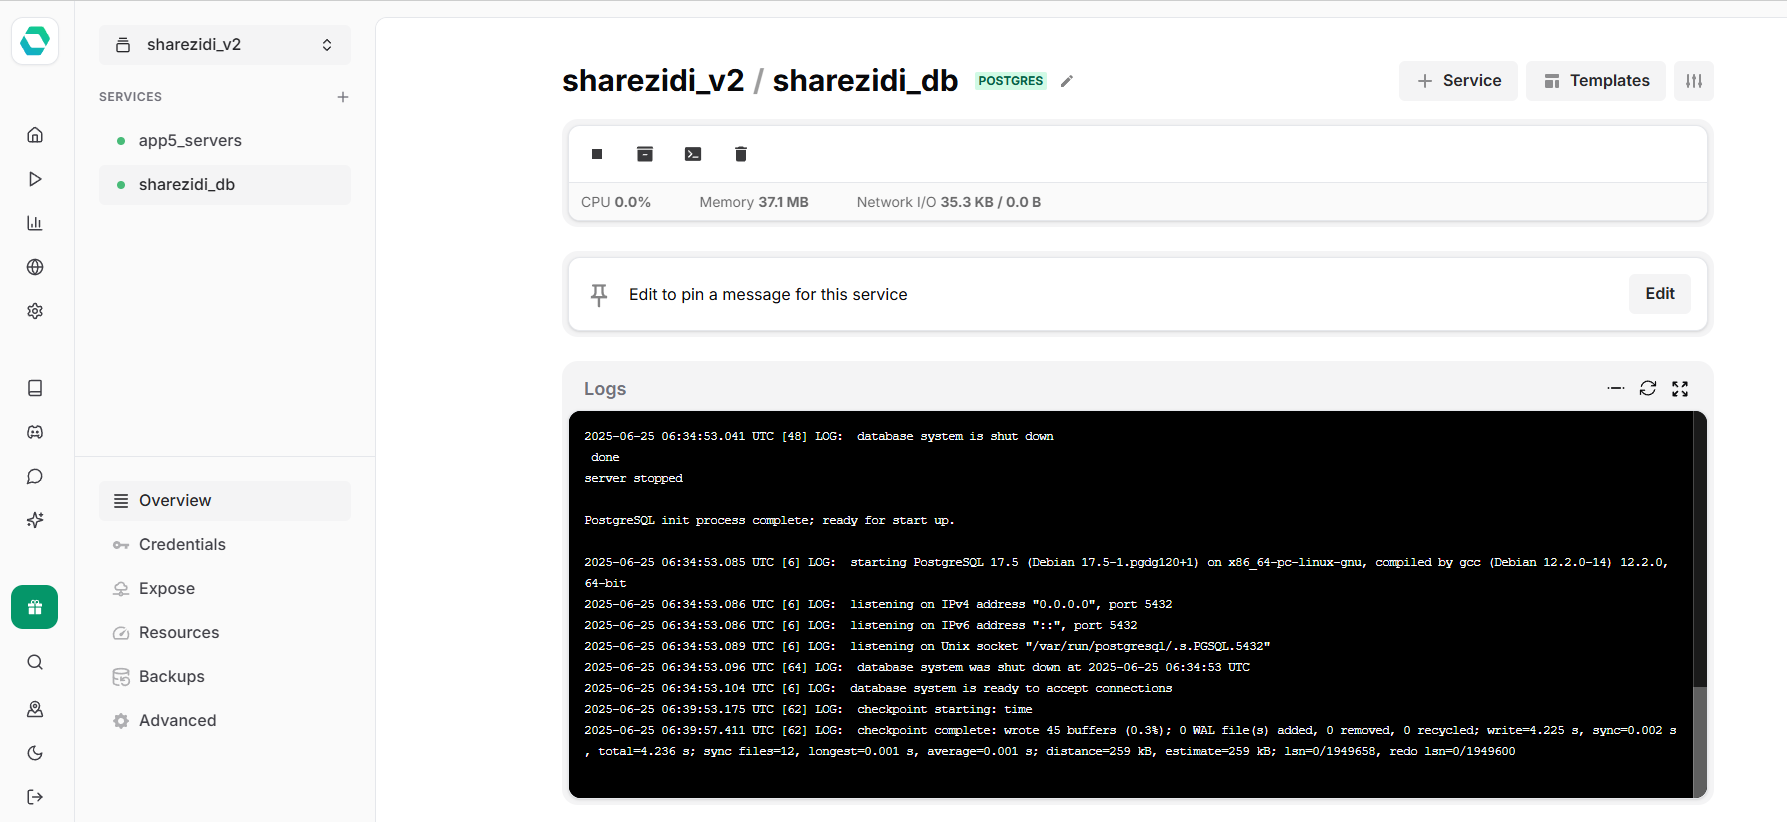 sharezidi_v2
SERVICES
app5_servers
sharezidi_db
Overview
Credentials
Expose
Resources
Backups
Advanced
sharezidi_v2 / sharezidi_db POSTGRES
Service
Templates
CPU 0.0% Memory 37.1 MB Network I/O 35.3 KB / 0.0 B
Edit to pin a message for this service
Edit
Logs
2025-06-25 06:34:53.041 UTC [48] LOG:  database system is shut down
 done
server stopped
PostgreSQL init process complete; ready for start up.
2025-06-25 06:34:53.085 UTC [6] LOG:  starting PostgreSQL 17.5 (Debian 17.5-1.pgdg120+1) on x86_64-pc-linux-gnu, compiled by gcc (Debian 12.2.0-14) 12.2.0,
64-bit
2025-06-25 06:34:53.086 UTC [6] LOG:  listening on IPv4 address "0.0.0.0", port 5432
2025-06-25 06:34:53.086 UTC [6] LOG:  listening on IPv6 address "::", port 5432
2025-06-25 06:34:53.089 UTC [6] LOG:  listening on Unix socket "/var/run/postgresql/.s.PGSQL.5432"
2025-06-25 06:34:53.096 UTC [64] LOG:  database system was shut down at 2025-06-25 06:34:53 UTC
2025-06-25 06:34:53.104 UTC [6] LOG:  database system is ready to accept connections
2025-06-25 06:39:53.175 UTC [62] LOG:  checkpoint starting: time
2025-06-25 06:39:57.411 UTC [62] LOG:  checkpoint complete: wrote 45 buffers (0.3%); 0 WAL file(s) added, 0 removed, 0 recycled; write=4.225 s, sync=0.002 s
, total=4.236 s; sync files=12, longest=0.001 s, average=0.001 s; distance=259 kB, estimate=259 kB; lsn=0/1949658, redo lsn=0/1949600